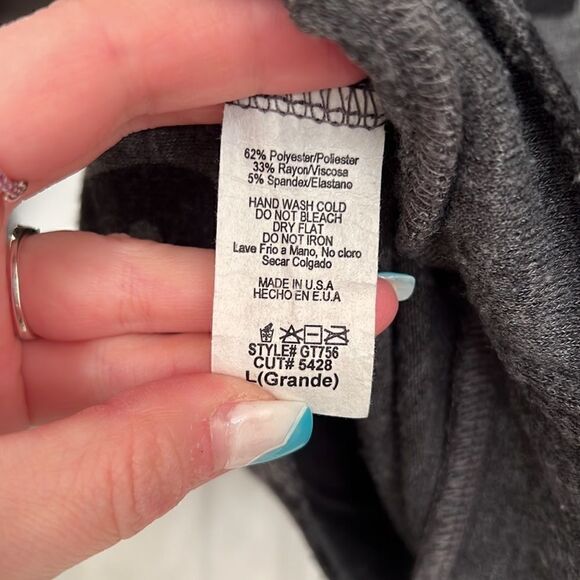 62% Polyester/Poliester
33% Rayon/Viscosa
5% Spandex/Elastano
HAND WASH COLD
DO NOT BLEACH
DRY FLAT
DO NOT IRON
Lave Frio a Mano, No cloro
Secar Colgado
MADE IN U.S.A
HECHO EN E.U.A
STYLE# GT756
CUT# 5428
L(Grande)